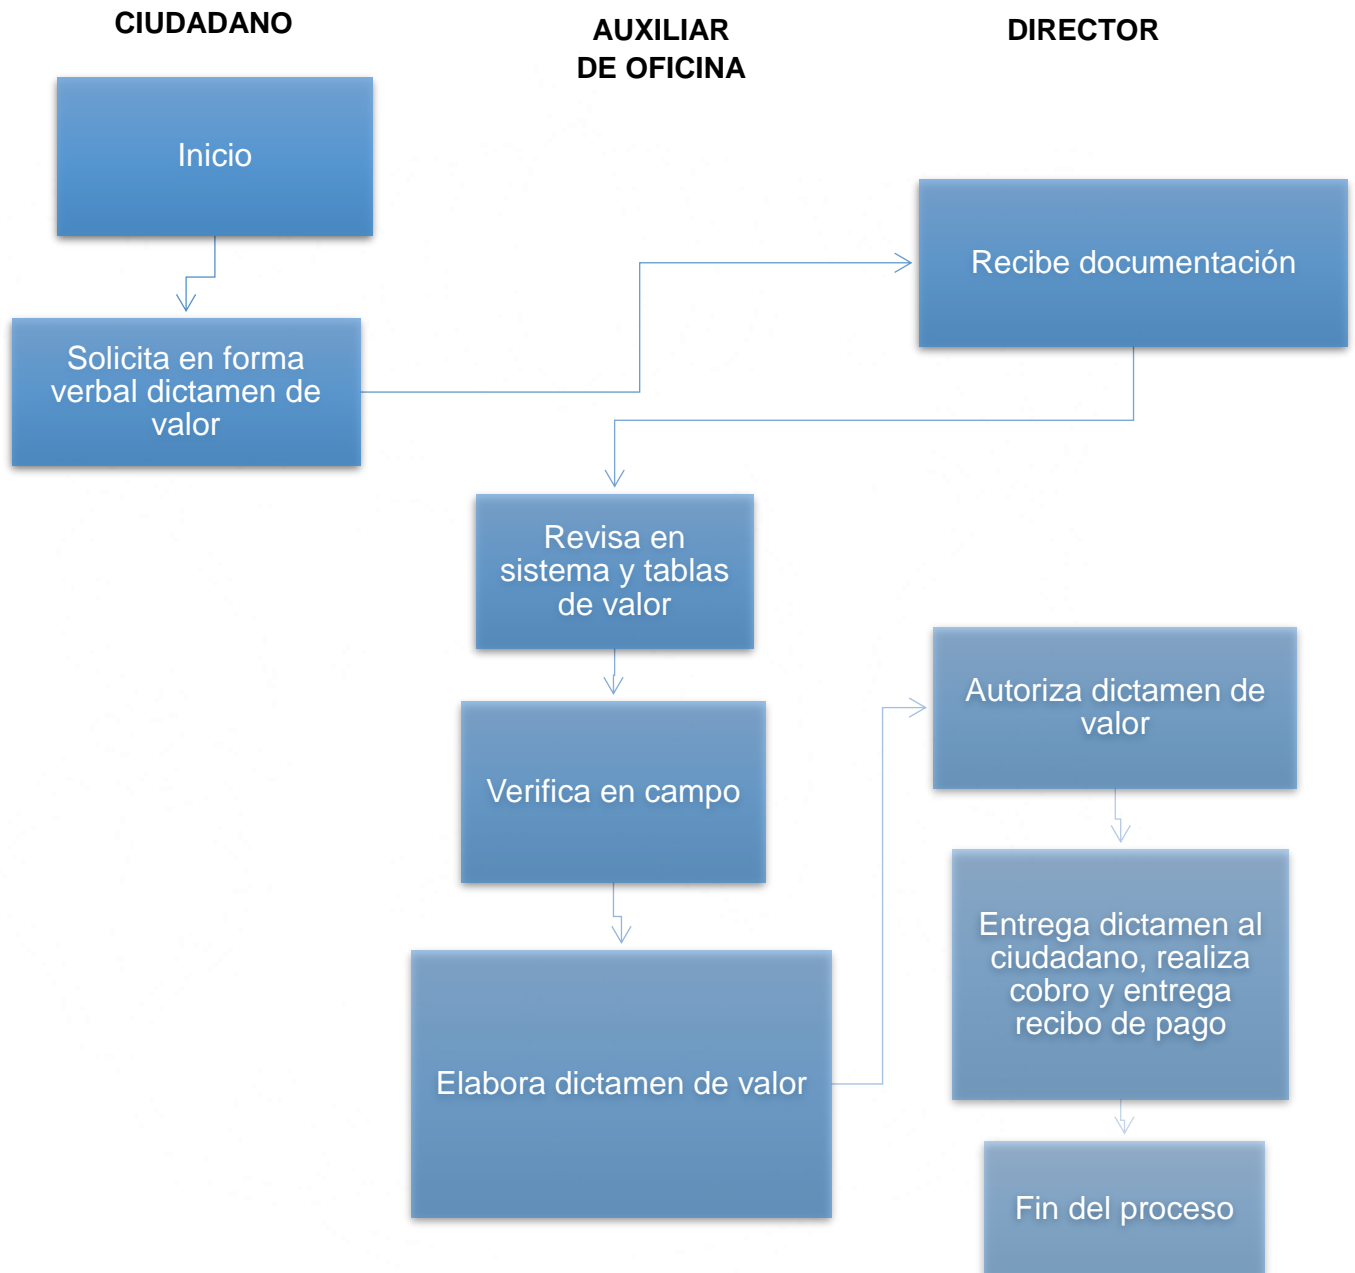 CIUDADANO
AUXILIAR
DE OFICINA
DIRECTOR
Inicio
Recibe documentación
Solicita en forma
verbal dictamen de
valor
Revisa en
sistema y tablas
de valor
Autoriza dictamen de
valor
Verifica en campo
Entrega dictamen al
ciudadano, realiza
cobro y entrega
recibo de pago
Elabora dictamen de valor
Fin del proceso